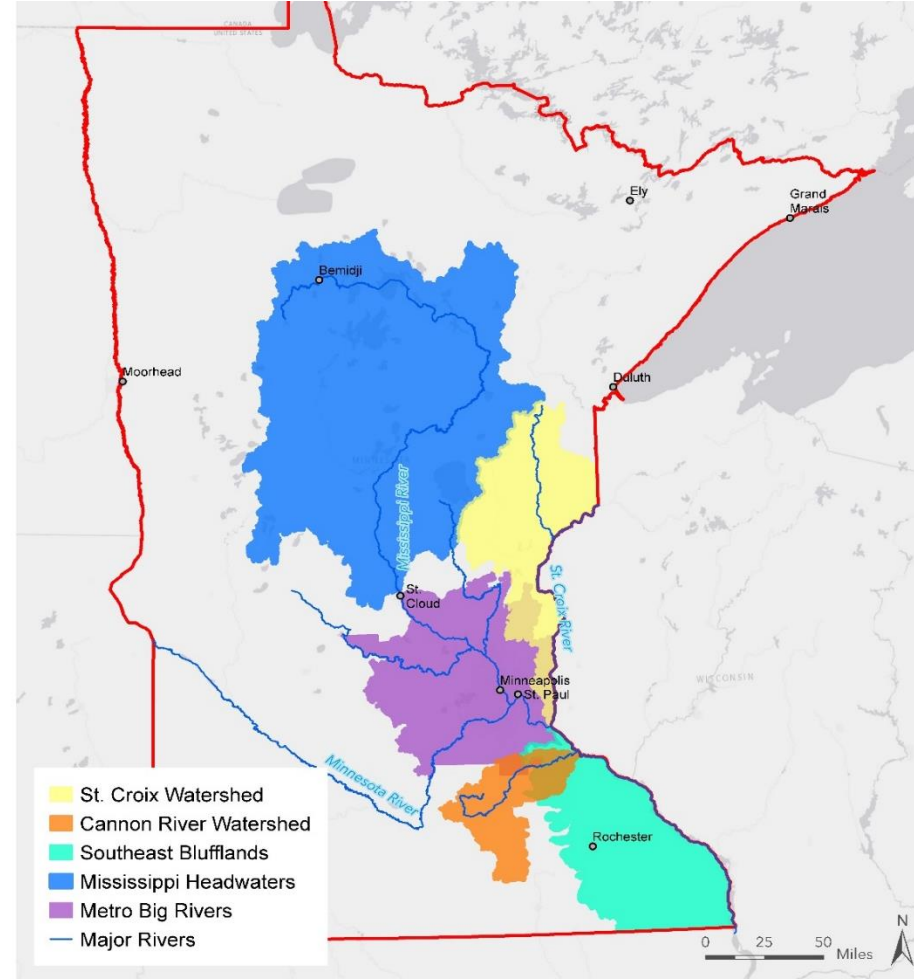 CANADA
UNITED STATES
Ely
Grand
Marais
Bemidji
Moorhead
Duluth
MINNESOTA
Mississippi River
St. Croix River
St.
Cloud
Minneapolis
St. Paul
WISCONSIN
Minnesota River
Rochester
St. Croix Watershed
Cannon River Watershed
Southeast Blufflands
Mississippi Headwaters
Metro Big Rivers
Major Rivers
N
0 25 50 Miles